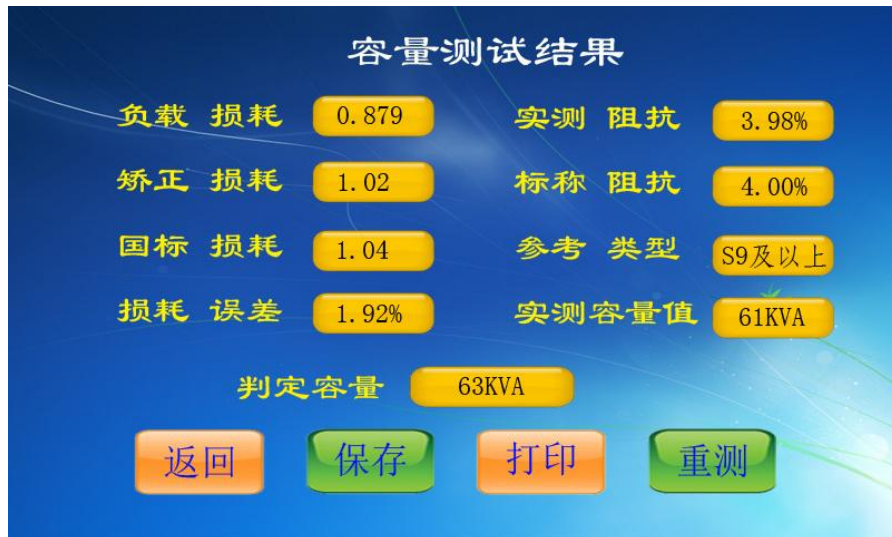 容量测试结果
负载 损耗 0.879 实测 阻抗 3.98%
矫正 损耗 1.02 标称 阻抗 4.00%
国标 损耗 1.04 参考 类型 S9及以上
损耗 误差 1.92% 实测容量值 61KVA
判定容量 63KVA
返回 保存 打印 重测